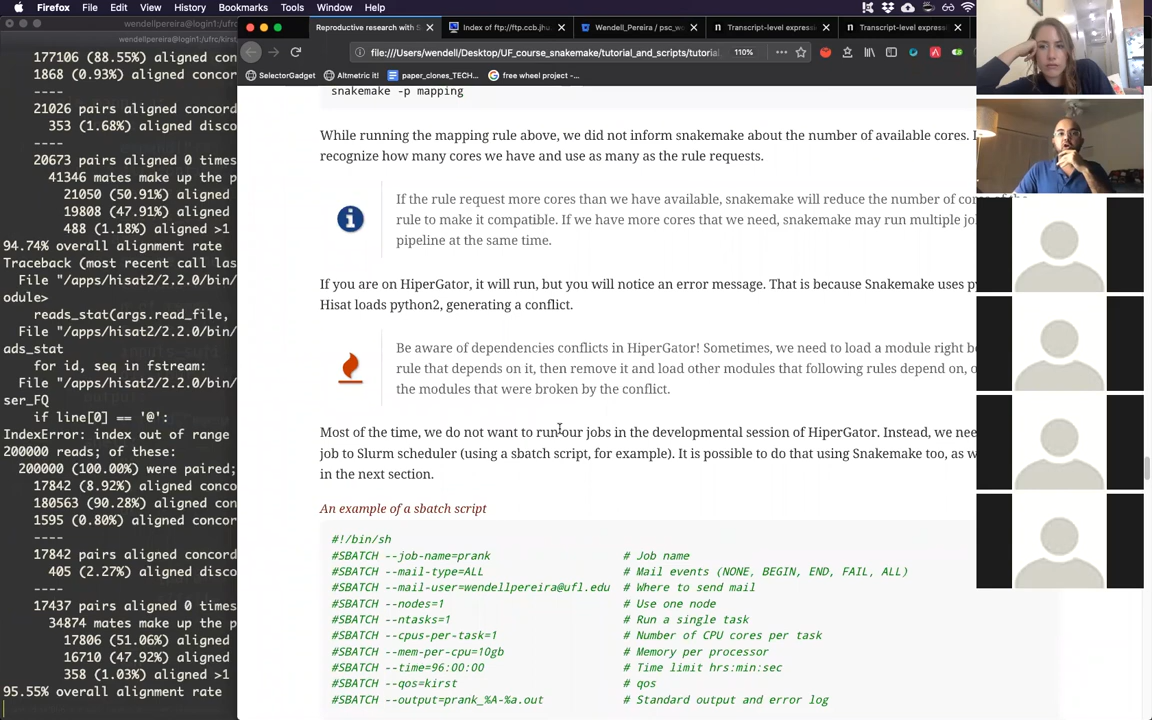 Firefox File Edit View History Bookmarks Tools Window Help
wendellpereira@login1:/ufrc/kirst
wendellpereira@login1:~
177106 (88.55%) aligned con
1868 (0.93%) aligned concor
----
21026 pairs aligned concord
353 (1.68%) aligned disco
----
20673 pairs aligned 0 times
41346 mates make up the p
21050 (50.91%) aligned
19808 (47.91%) aligned
488 (1.18%) aligned >1
94.74% overall alignment rate
Traceback (most recent call las
File "/apps/hisat2/2.2.0/bin/
odule>
reads_stat(args.read_file,
File "/apps/hisat2/2.2.0/bin/
ads_stat
for id, seq in fstream:
File "/apps/hisat2/2.2.0/bin/
ser_FQ
if line[0] == '@':
IndexError: index out of range
200000 reads; of these:
200000 (100.00%) were paired;
17842 (8.92%) aligned con
180563 (90.28%) aligned con
1595 (0.80%) aligned concor
----
17842 pairs aligned concord
405 (2.27%) aligned disco
----
17437 pairs aligned 0 times
34874 mates make up the p
17806 (51.06%) aligned
16710 (47.92%) aligned
358 (1.03%) aligned >1
95.55% overall alignment rate
Reproductive research with S
Index of ftp://ftp.ccb.jhu.
Wendell_Pereira / psc_wo
Transcript-level expressi
Transcript-level expressi
file:///Users/wendell/Desktop/UF_course_snakemake/tutorial_and_scripts/tutorial. 110%
SelectorGadget Altmetric it! paper_clones_TECH... free wheel project -...
snakemake -p mapping
While running the mapping rule above, we did not inform snakemake about the number of available cores.
recognize how many cores we have and use as many as the rule requests.
If the rule request more cores than we have available, snakemake will reduce the number of
rule to make it compatible. If we have more cores that we need, snakemake may run multiple
pipeline at the same time.
If you are on HiperGator, it will run, but you will notice an error message. That is because Snakemake uses
Hisat loads python2, generating a conflict.
Be aware of dependencies conflicts in HiperGator! Sometimes, we need to load a module right
rule that depends on it, then remove it and load other modules that following rules depend on,
the modules that were broken by the conflict.
Most of the time, we do not want to run our jobs in the developmental session of HiperGator. Instead, we
job to Slurm scheduler (using a sbatch script, for example). It is possible to do that using Snakemake too, as
in the next section.
An example of a sbatch script
#!/bin/sh
#SBATCH --job-name=prank # Job name
#SBATCH --mail-type=ALL # Mail events (NONE, BEGIN, END, FAIL, ALL)
#SBATCH --mail-user=wendellpereira@ufl.edu # Where to send mail
#SBATCH --nodes=1 # Use one node
#SBATCH --ntasks=1 # Run a single task
#SBATCH --cpus-per-task=1 # Number of CPU cores per task
#SBATCH --mem-per-cpu=10gb # Memory per processor
#SBATCH --time=96:00:00 # Time limit hrs:min:sec
#SBATCH --qos=kirst # qos
#SBATCH --output=prank_%A-%a.out # Standard output and error log